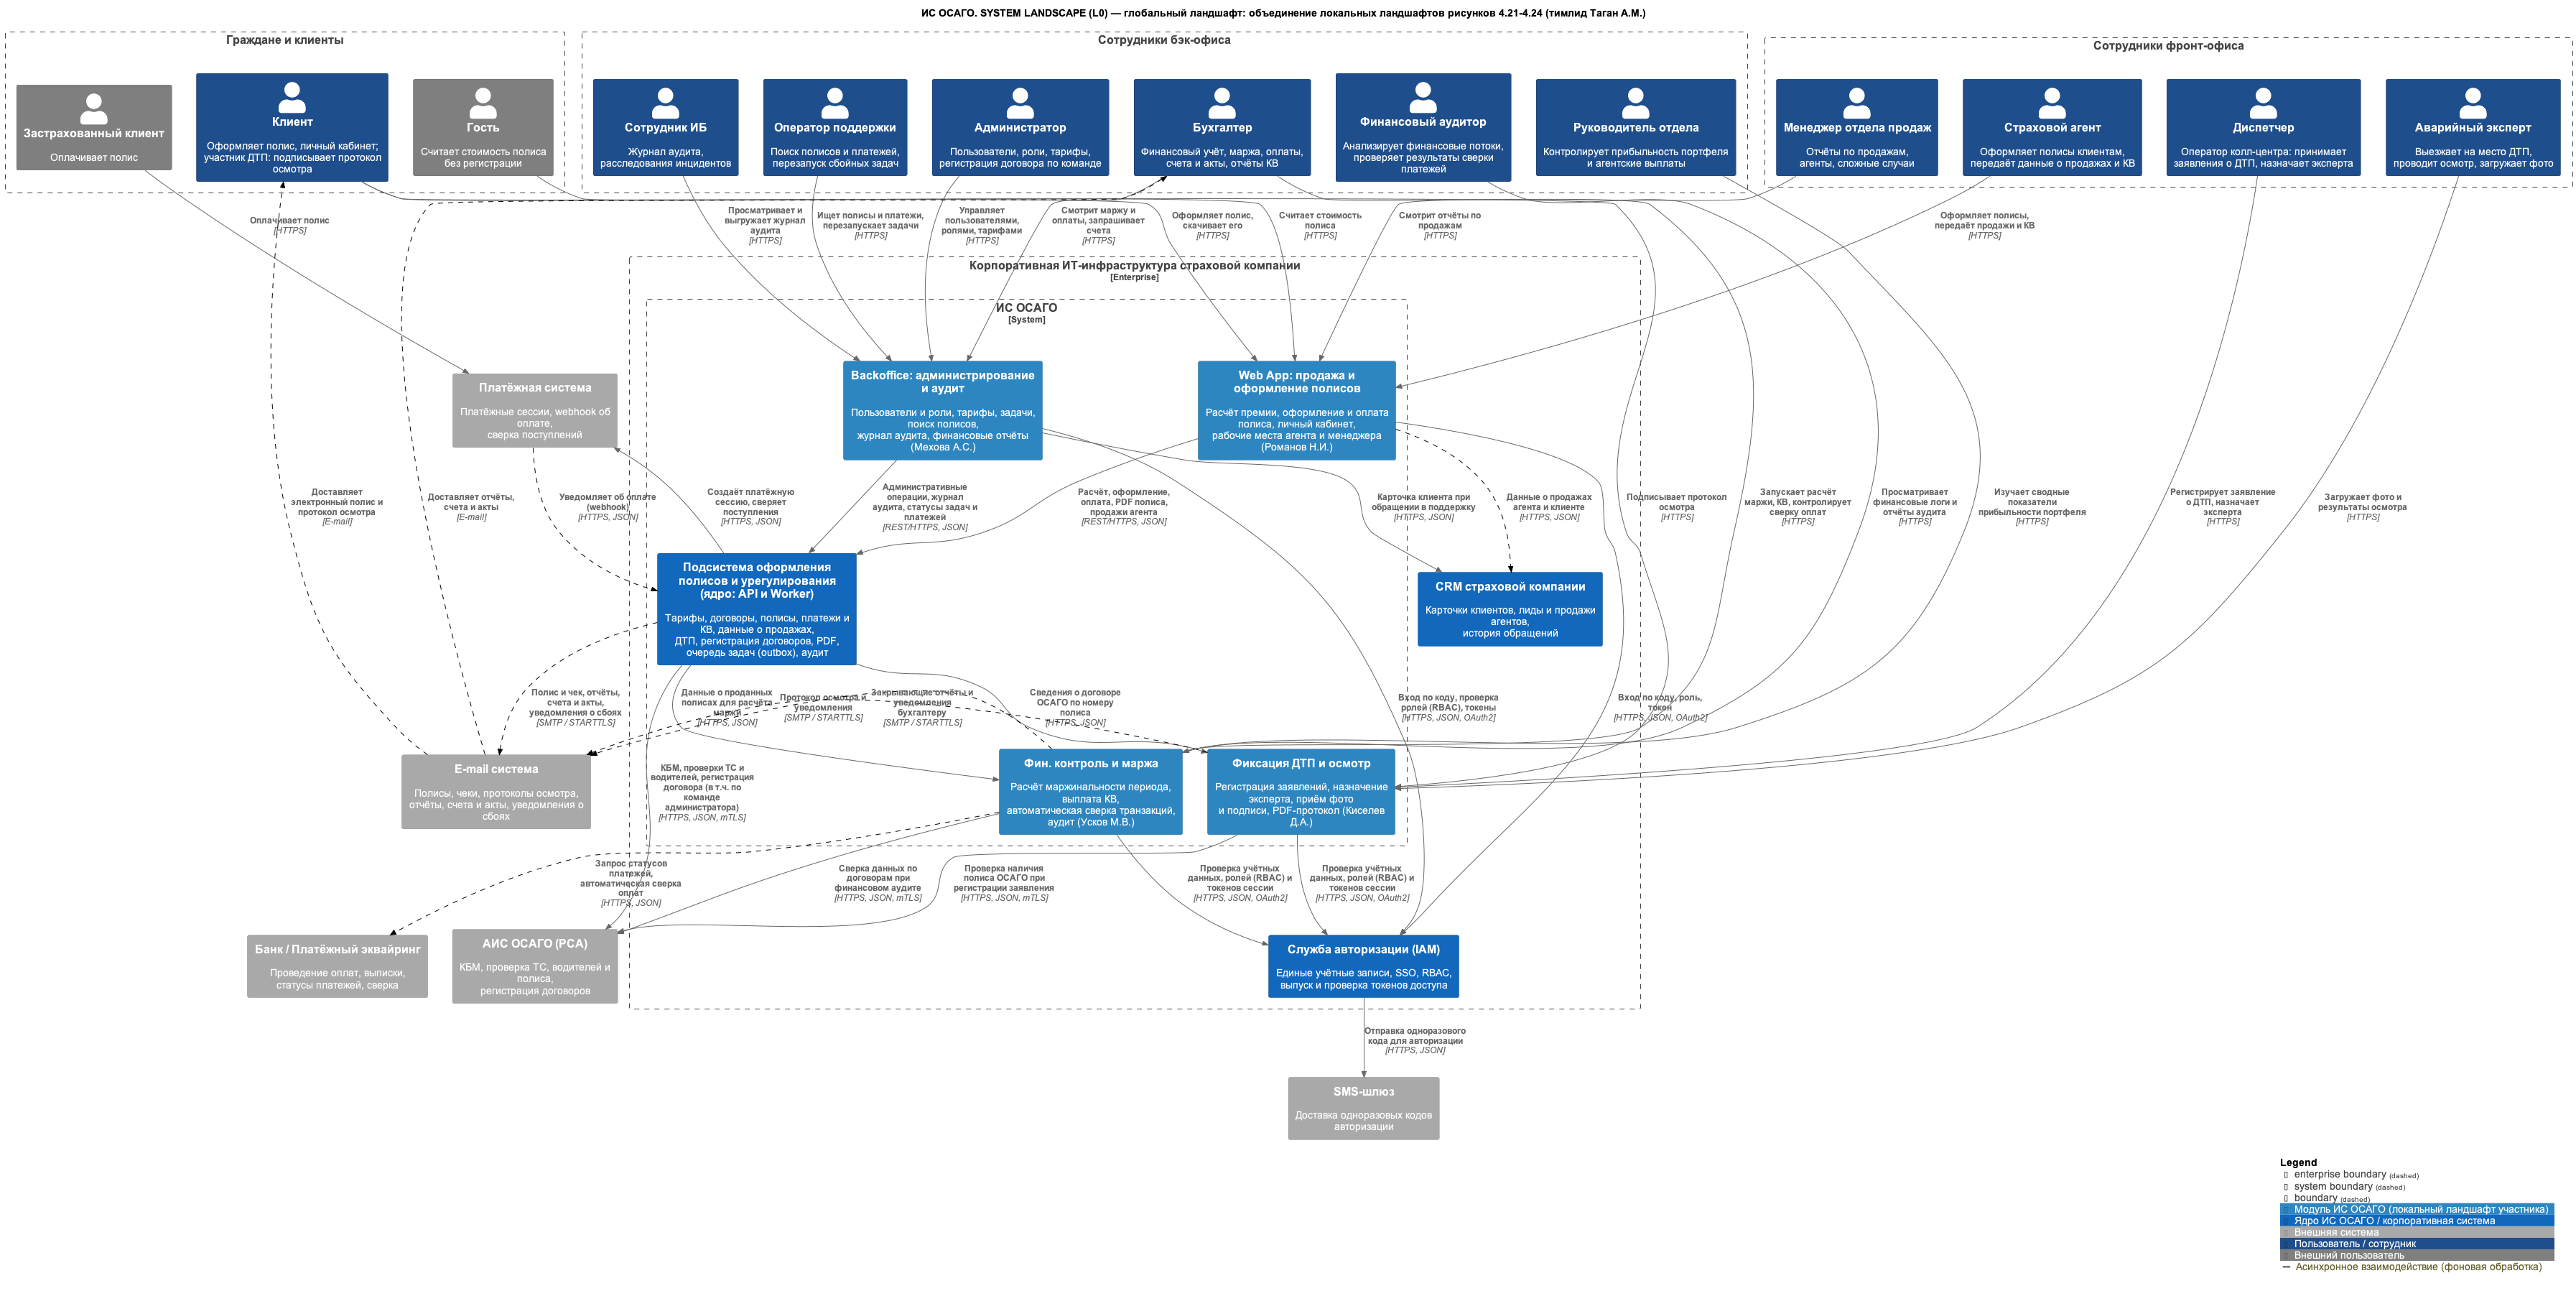 ИС ОСАГО. SYSTEM LANDSCAPE (L0) — глобальный ландшафт: объединение локальных ландшафтов рисунков 4.21-4.24 (тимлид Таган А.М.)
Граждане и клиенты
Застрахованный клиент
Оплачивает полис
Клиент
Оформляет полис, личный кабинет;
участник ДТП: подписывает протокол
осмотра
Гость
Считает стоимость полиса
без регистрации
Сотрудники бэк-офиса
Сотрудник ИБ
Журнал аудита,
расследования инцидентов
Оператор поддержки
Поиск полисов и платежей,
перезапуск сбойных задач
Администратор
Пользователи, роли, тарифы,
регистрация договора по команде
Бухгалтер
Финансовый учёт, маржа, оплаты,
счета и акты, отчёты КВ
Финансовый аудитор
Анализирует финансовые потоки,
проверяет результаты сверки
платежей
Руководитель отдела
Контролирует прибыльность портфеля
и агентские выплаты
Сотрудники фронт-офиса
Менеджер отдела продаж
Отчёты по продажам,
агенты, сложные случаи
Страховой агент
Оформляет полисы клиентам,
передаёт данные о продажах и КВ
Диспетчер
Оператор колл-центра: принимает
заявления о ДТП, назначает эксперта
Аварийный эксперт
Выезжает на место ДТП,
проводит осмотр, загружает фото
Оплачивает полис
[HTTPS]
Просматривает и
выгружает журнал
аудита
[HTTPS]
Ищет полисы и платежи,
перезапускает задачи
[HTTPS]
Управляет
пользователями,
ролями, тарифами
[HTTPS]
Смотрит маржу и
оплаты, запрашивает
счета
[HTTPS]
Оформляет полис,
скачивает его
[HTTPS]
Считает стоимость
полиса
[HTTPS]
Смотрит отчёты по
продажам
[HTTPS]
Оформляет полисы,
передаёт продажи и КВ
[HTTPS]
Корпоративная ИТ-инфраструктура страховой компании
[Enterprise]
ИС ОСАГО
[System]
Платёжная система
Платёжные сессии, webhook об
оплате,
сверка поступлений
Backoffice: администрирование
и аудит
Пользователи и роли, тарифы, задачи,
поиск полисов,
журнал аудита, финансовые отчёты
(Мехова А.С.)
Web App: продажа и
оформление полисов
Расчёт премии, оформление и оплата
полиса, личный кабинет,
рабочие места агента и менеджера
(Романов Н.И.)
Доставляет
электронный полис и
протокол осмотра
[E-mail]
Доставляет отчёты,
счета и акты
[E-mail]
Уведомляет об оплате
(webhook)
[HTTPS, JSON]
Создаёт платёжную
сессию, сверяет
поступления
[HTTPS, JSON]
Административные
операции, журнал
аудита, статусы задач и
платежей
[REST/HTTPS, JSON]
Расчёт, оформление,
оплата, PDF полиса,
продажи агента
[REST/HTTPS, JSON]
Карточка клиента при
обращении в поддержку
[HTTPS, JSON]
Данные о продажах
агента и клиенте
[HTTPS, JSON]
Подписывает протокол
осмотра
[HTTPS]
Запускает расчёт
маржи, КВ, контролирует
сверку оплат
[HTTPS]
Просматривает
финансовые логи и
отчёты аудита
[HTTPS]
Изучает сводные
показатели
прибыльности портфеля
[HTTPS]
Регистрирует заявление
о ДТП, назначает
эксперта
[HTTPS]
Загружает фото и
результаты осмотра
[HTTPS]
Подсистема оформления
полисов и урегулирования
(ядро: API и Worker)
Тарифы, договоры, полисы, платежи и
КВ, данные о продажах,
ДТП, регистрация договоров, PDF,
очередь задач (outbox), аудит
CRM страховой компании
Карточки клиентов, лиды и продажи
агентов,
история обращений
Полис и чек, отчёты,
счета и акты,
уведомления о сбоях
[SMTP / STARTTLS]
Данные о проданных
полисах для расчёта
маржи
[HTTPS, JSON]
Протокол осмотра и
уведомления
[SMTP / STARTTLS]
Закрывающие отчёты и
уведомления
бухгалтеру
[SMTP / STARTTLS]
Сведения о договоре
ОСАГО по номеру
полиса
[HTTPS, JSON]
Вход по коду, проверка
ролей (RBAC), токены
[HTTPS, JSON, OAuth2]
Вход по коду, роль,
токен
[HTTPS, JSON, OAuth2]
E-mail система
Полисы, чеки, протоколы осмотра,
отчёты, счета и акты, уведомления о
сбоях
КБМ, проверки ТС и
водителей, регистрация
договора (в т.ч. по
команде
администратора)
[HTTPS, JSON, mTLS]
Фин. контроль и маржа
Расчёт маржинальности периода,
выплата КВ,
автоматическая сверка транзакций,
аудит (Усков М.В.)
Фиксация ДТП и осмотр
Регистрация заявлений, назначение
эксперта, приём фото
и подписи, PDF-протокол (Киселев
Д.А.)
Запрос статусов
платежей,
автоматическая сверка
оплат
[HTTPS, JSON]
Сверка данных по
договорам при
финансовом аудите
[HTTPS, JSON, mTLS]
Проверка наличия
полиса ОСАГО при
регистрации заявления
[HTTPS, JSON, mTLS]
Проверка учётных
данных, ролей (RBAC) и
токенов сессии
[HTTPS, JSON, OAuth2]
Проверка учётных
данных, ролей (RBAC) и
токенов сессии
[HTTPS, JSON, OAuth2]
Банк / Платёжный эквайринг
Проведение оплат, выписки,
статусы платежей, сверка
АИС ОСАГО (РСА)
КБМ, проверка ТС, водителей и
полиса,
регистрация договоров
Служба авторизации (IAM)
Единые учётные записи, SSO, RBAC,
выпуск и проверка токенов доступа
Отправка одноразового
кода для авторизации
[HTTPS, JSON]
SMS-шлюз
Доставка одноразовых кодов
авторизации
Legend
enterprise boundary (dashed)
system boundary (dashed)
boundary (dashed)
Модуль ИС ОСАГО (локальный ландшафт участника)
Ядро ИС ОСАГО / корпоративная система
Внешняя система
Пользователь / сотрудник
Внешний пользователь
Асинхронное взаимодействие (фоновая обработка)